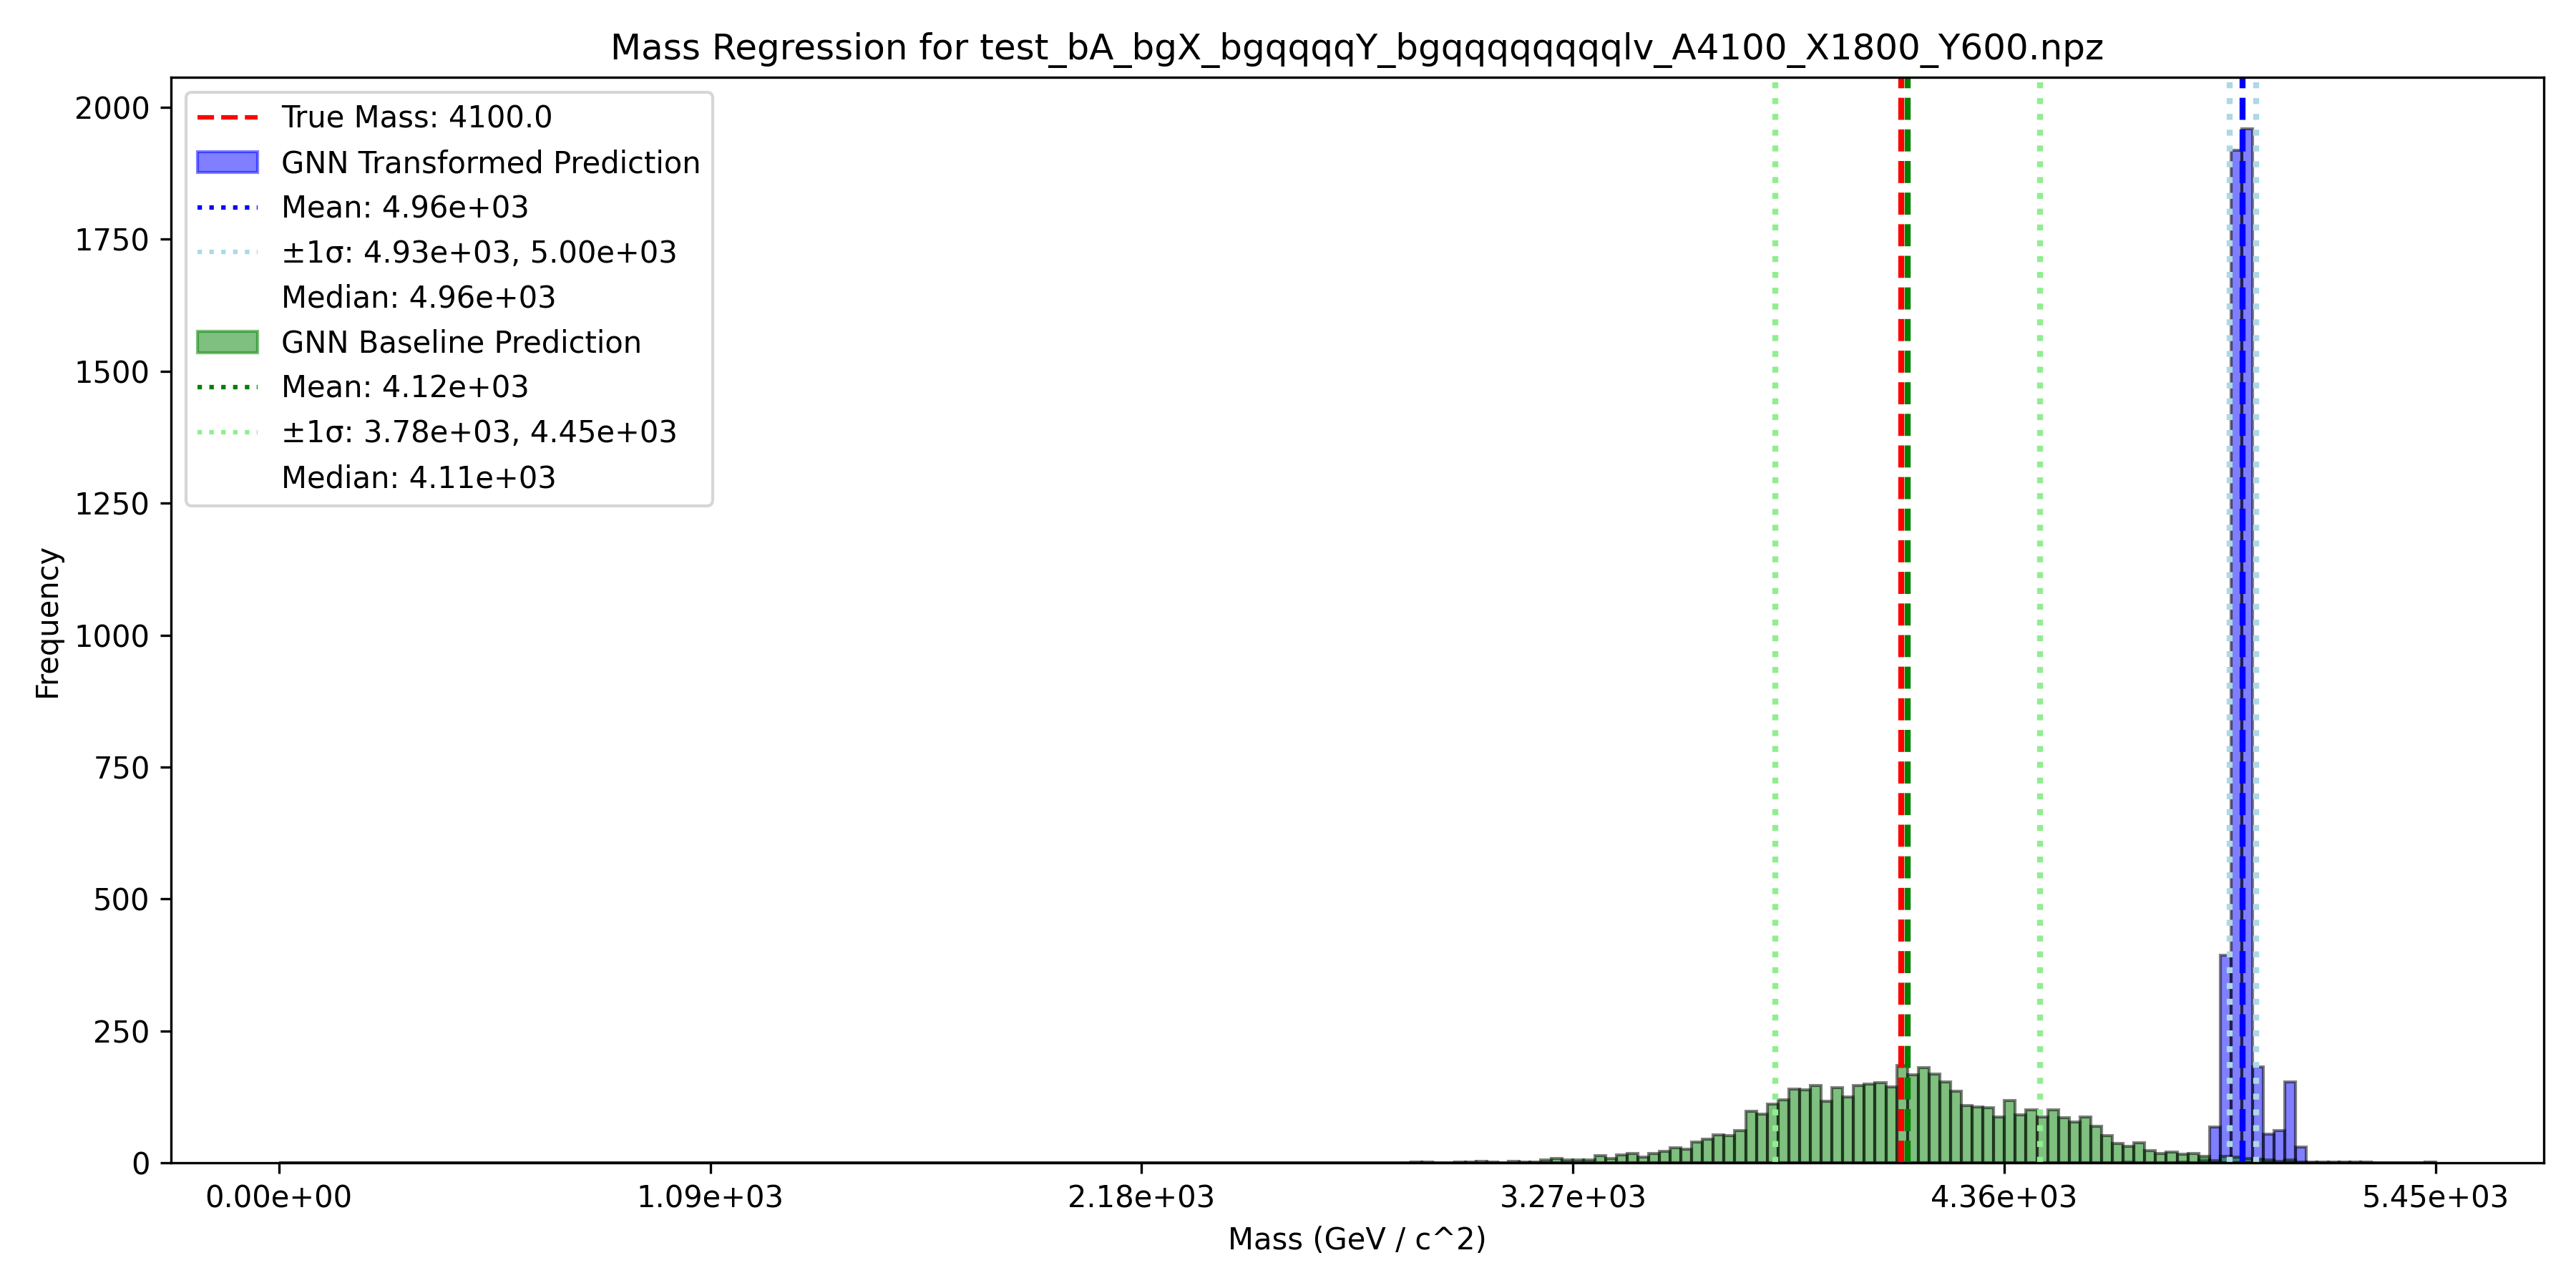 Mass Regression for test_bA_bgX_bgqqqqY_bgqqqqqqqqlv_A4100_X1800_Y600.npz
True Mass: 4100.0
GNN Transformed Prediction
Mean: 4.96e+03
±1σ: 4.93e+03, 5.00e+03
Median: 4.96e+03
GNN Baseline Prediction
Mean: 4.12e+03
±1σ: 3.78e+03, 4.45e+03
Median: 4.11e+03
Frequency
2000
1750
1500
1250
1000
750
500
250
0
0.00e+00
1.09e+03
2.18e+03
3.27e+03
4.36e+03
5.45e+03
Mass (GeV / c^2)